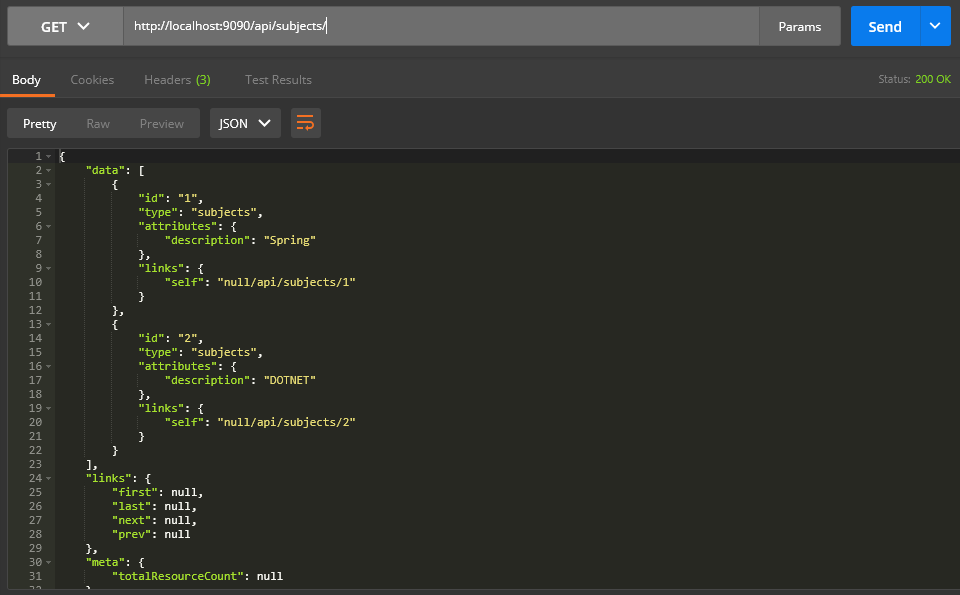 GET http://localhost:9090/api/subjects/ Params Send
Body Cookies Headers (3) Test Results Status: 200 OK
Pretty Raw Preview JSON
1 {
2 "data": [
3 {
4 "id": "1",
5 "type": "subjects",
6 "attributes": {
7 "description": "Spring"
8 },
9 "links": {
10 "self": "null/api/subjects/1"
11 }
12 },
13 {
14 "id": "2",
15 "type": "subjects",
16 "attributes": {
17 "description": "DOTNET"
18 },
19 "links": {
20 "self": "null/api/subjects/2"
21 }
22 }
23 ],
24 "links": {
25 "first": null,
26 "last": null,
27 "next": null,
28 "prev": null
29 },
30 "meta": {
31 "totalResourceCount": null